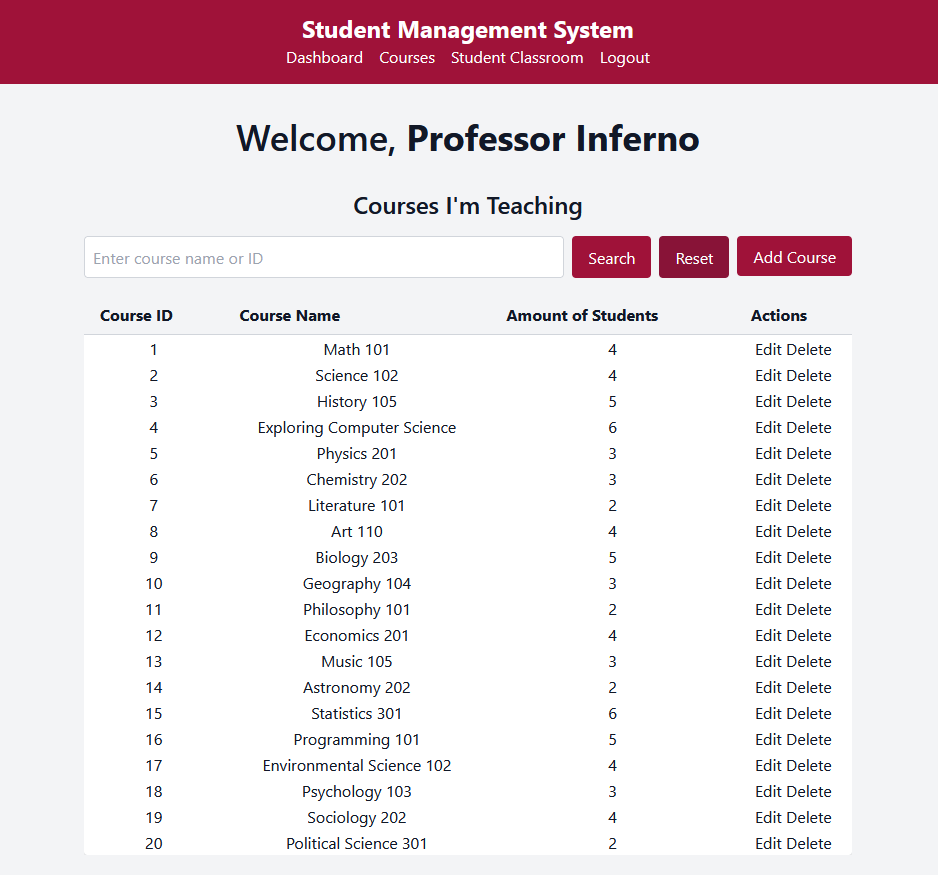 Student Management System
Dashboard Courses Student Classroom Logout
Welcome, Professor Inferno
Courses I'm Teaching
Enter course name or ID Search Reset Add Course
Course ID Course Name Amount of Students Actions
1 Math 101 4 Edit Delete
2 Science 102 4 Edit Delete
3 History 105 5 Edit Delete
4 Exploring Computer Science 6 Edit Delete
5 Physics 201 3 Edit Delete
6 Chemistry 202 3 Edit Delete
7 Literature 101 2 Edit Delete
8 Art 110 4 Edit Delete
9 Biology 203 5 Edit Delete
10 Geography 104 3 Edit Delete
11 Philosophy 101 2 Edit Delete
12 Economics 201 4 Edit Delete
13 Music 105 3 Edit Delete
14 Astronomy 202 2 Edit Delete
15 Statistics 301 6 Edit Delete
16 Programming 101 5 Edit Delete
17 Environmental Science 102 4 Edit Delete
18 Psychology 103 3 Edit Delete
19 Sociology 202 4 Edit Delete
20 Political Science 301 2 Edit Delete